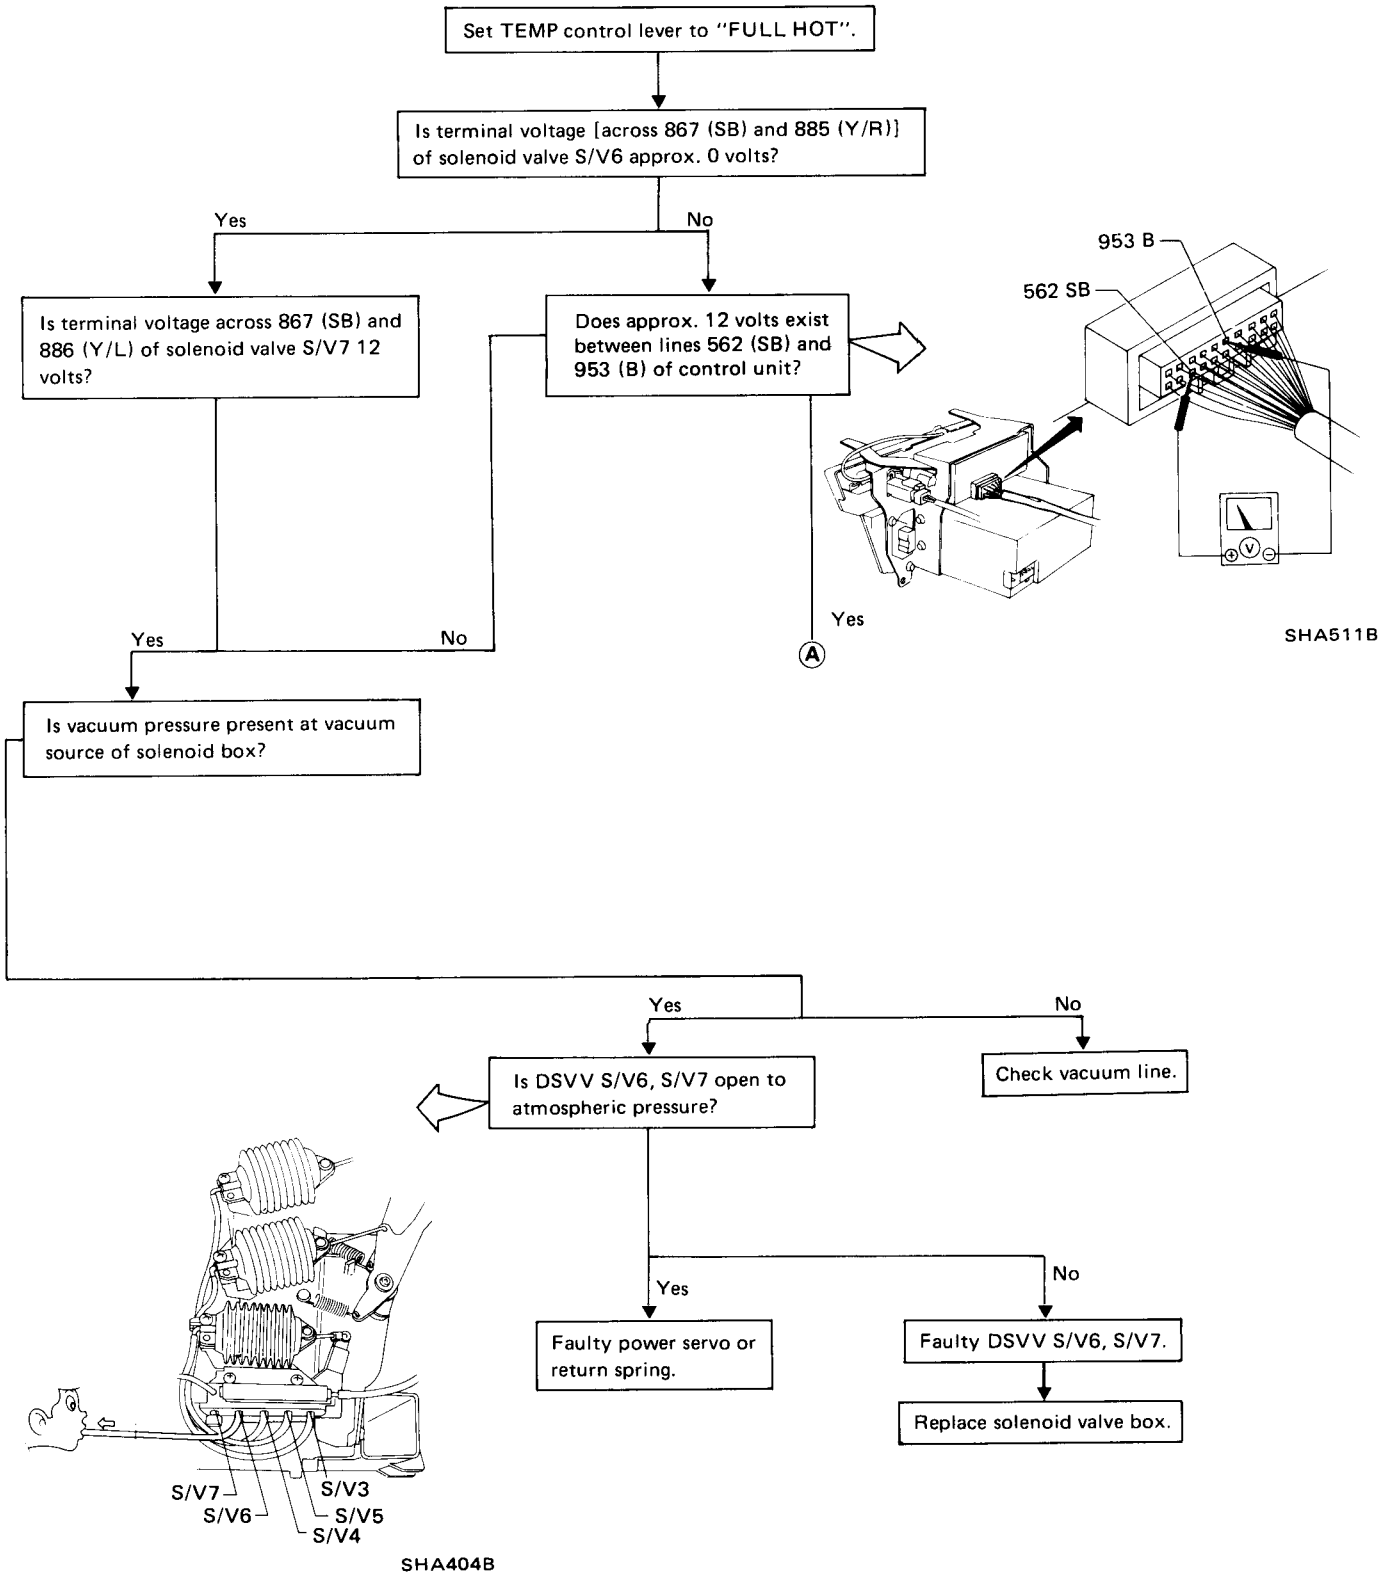 Set TEMP control lever to "FULL HOT".
Is terminal voltage [across 867 (SB) and 885 (Y/R)]
of solenoid valve S/V6 approx. 0 volts?
Yes
No
Is terminal voltage across 867 (SB) and
886 (Y/L) of solenoid valve S/V7 12
volts?
Does approx. 12 volts exist
between lines 562 (SB) and
953 (B) of control unit?
953 B
562 SB
+ V −
SHA511B
Yes
A
Yes
No
Is vacuum pressure present at vacuum
source of solenoid box?
Yes
No
Is DSVV S/V6, S/V7 open to
atmospheric pressure?
Check vacuum line.
Yes
No
Faulty power servo or
return spring.
Faulty DSVV S/V6, S/V7.
Replace solenoid valve box.
S/V7
S/V6
S/V3
S/V5
S/V4
SHA404B